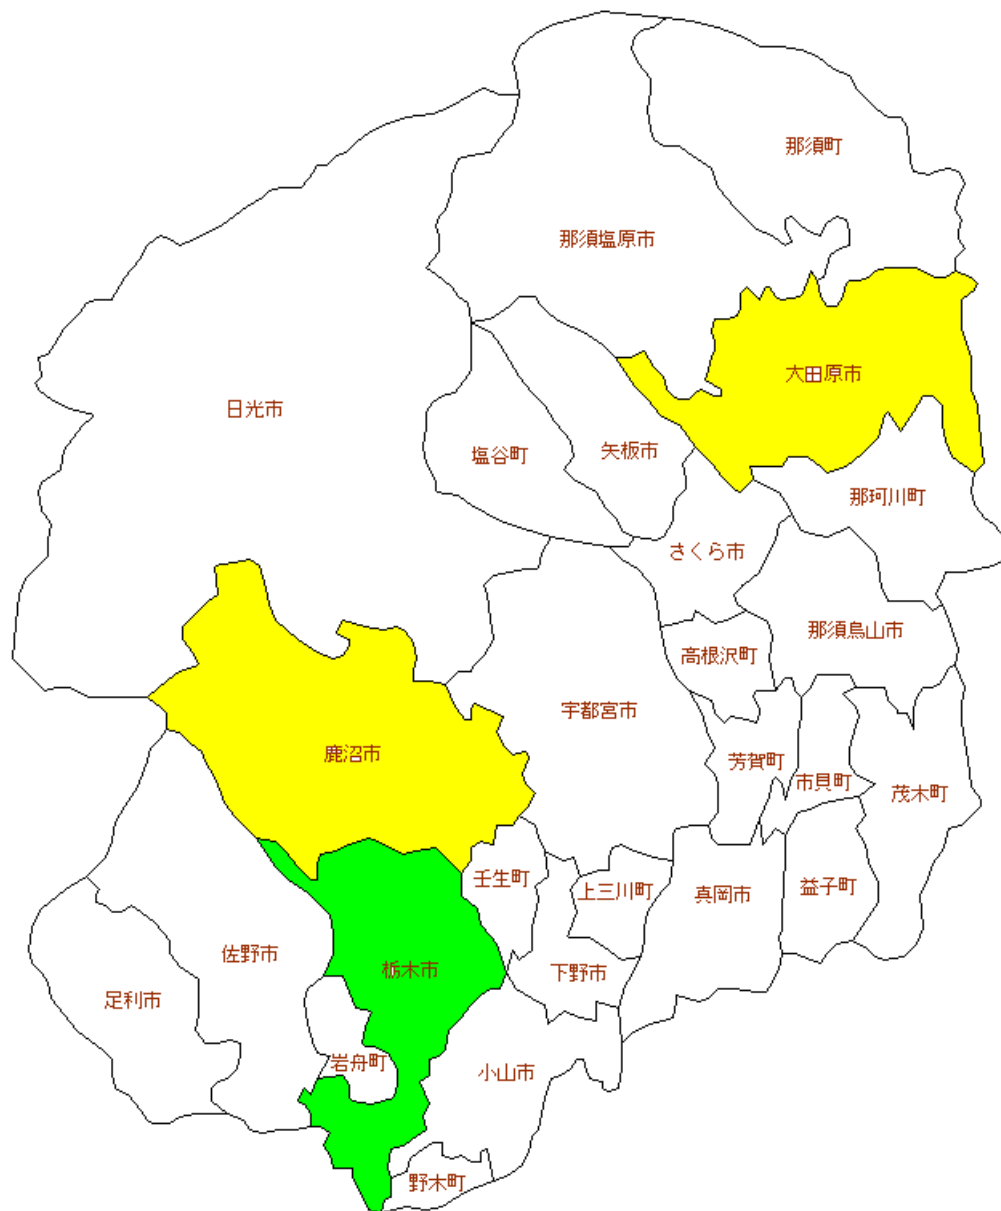 那須町
那須塩原市
大田原市
日光市
矢板市
塩谷町
那珂川町
さくら市
那須烏山市
高根沢町
宇都宮市
鹿沼市
芳賀町
市貝町
茂木町
壬生町
上三川町
真岡市
益子町
佐野市
栃木市
下野市
足利市
岩舟町
小山市
野木町